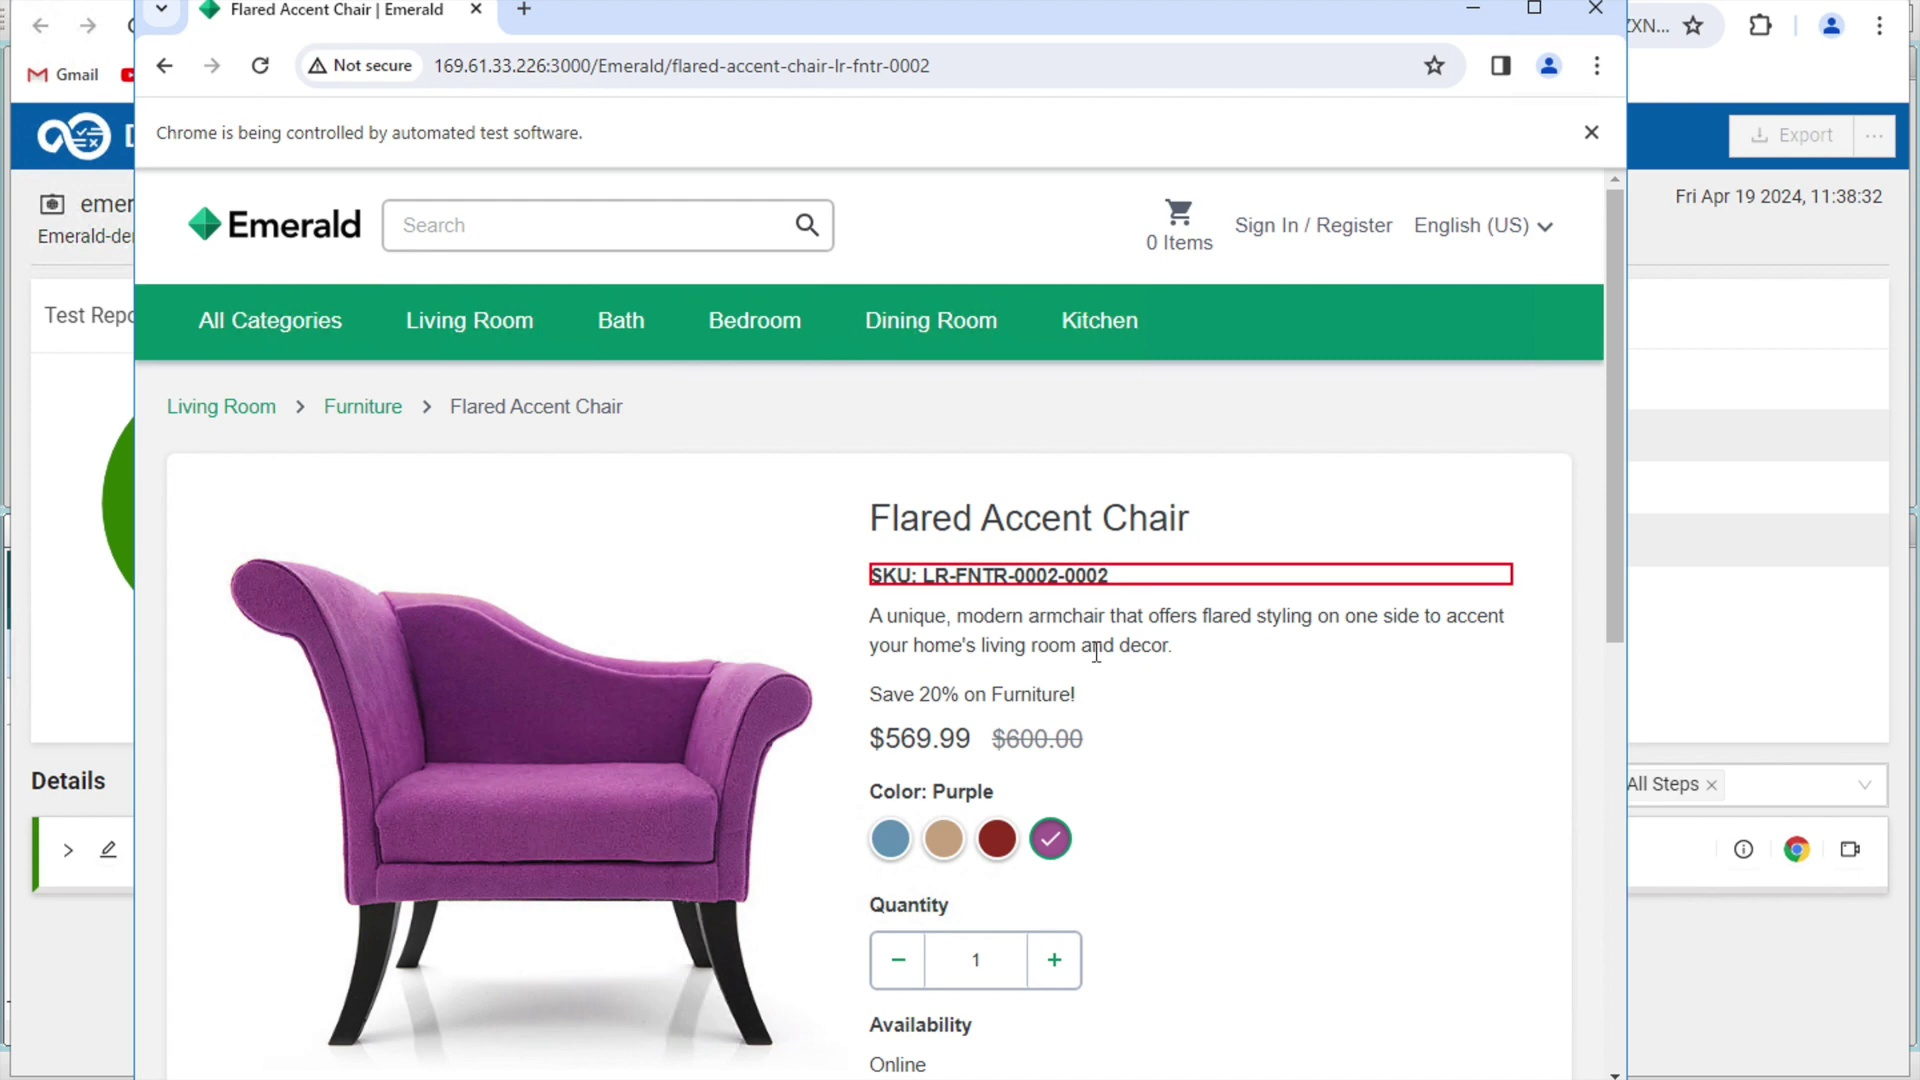 Flared Accent Chair | Emerald
Gmail
Not secure
169.61.33.226:3000/Emerald/flared-accent-chair-lr-fntr-0002
Chrome is being controlled by automated test software.
Export
Fri Apr 19 2024, 11:38:32
Emerald
Search
0 Items
Sign In / Register
English (US)
All Categories
Living Room
Bath
Bedroom
Dining Room
Kitchen
Test
Living Room > Furniture > Flared Accent Chair
Flared Accent Chair
SKU: LR-FNTR-0002-0002
A unique, modern armchair that offers flared styling on one side to accent
your home's living room and decor.
Save 20% on Furniture!
$569.99 $600.00
Color: Purple
Quantity
1
Availability
Online
Details
All Steps